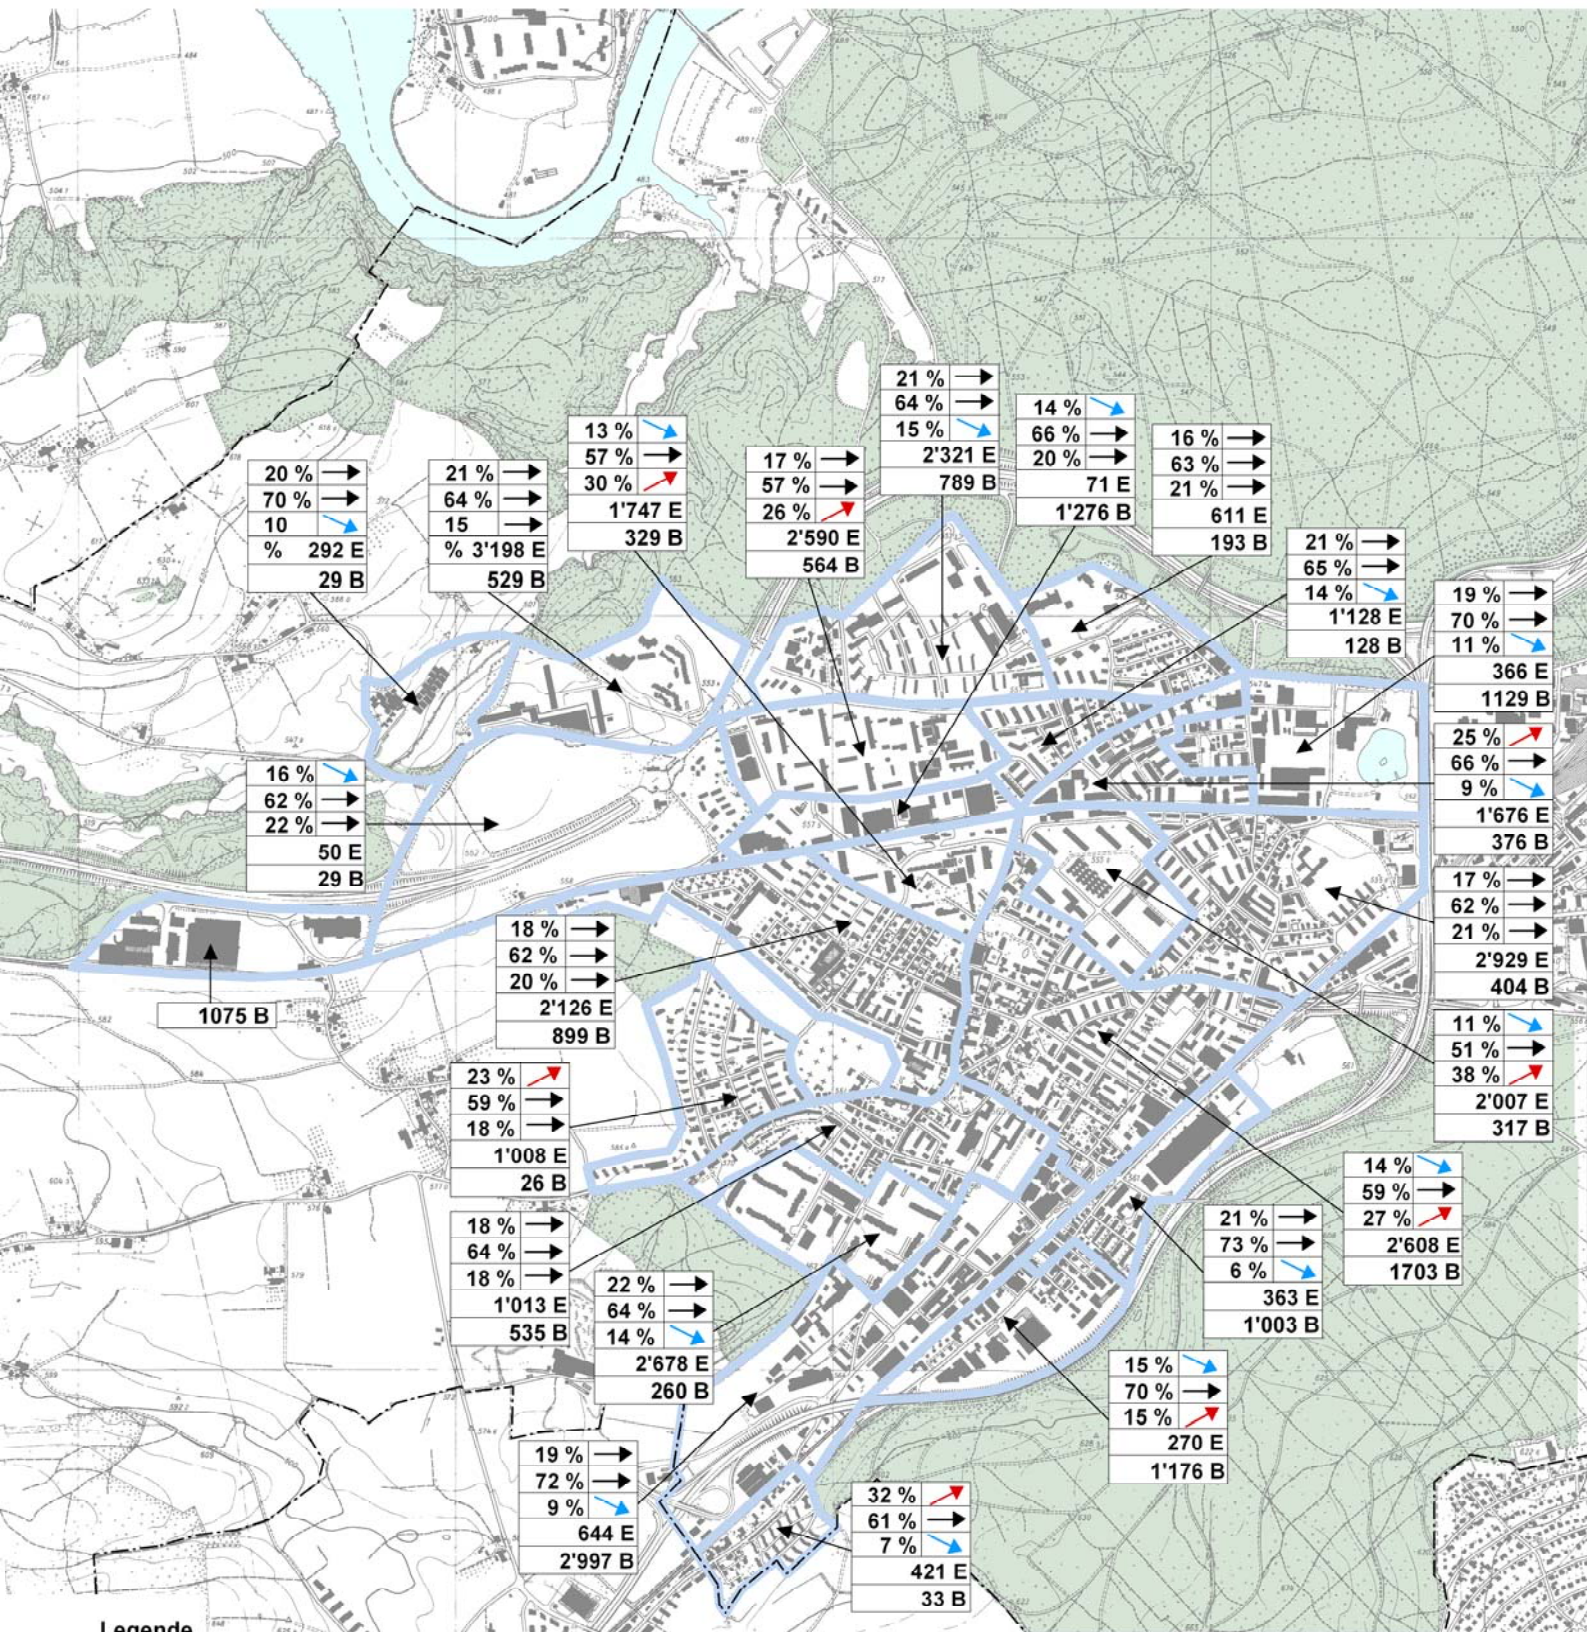 21 %
64 %
15 %
2'321 E
789 B
14 %
66 %
20 %
71 E
1'276 B
13 %
57 %
30 %
1'747 E
329 B
16 %
63 %
21 %
611 E
193 B
17 %
57 %
26 %
2'590 E
564 B
20 %
70 %
10
% 292 E
29 B
21 %
64 %
15
% 3'198 E
529 B
21 %
65 %
14 %
1'128 E
128 B
19 %
70 %
11 %
366 E
1129 B
25 %
66 %
9 %
1'676 E
376 B
16 %
62 %
22 %
50 E
29 B
17 %
62 %
21 %
2'929 E
404 B
18 %
62 %
20 %
2'126 E
899 B
1075 B
11 %
51 %
38 %
2'007 E
317 B
23 %
59 %
18 %
1'008 E
26 B
14 %
59 %
27 %
2'608 E
1703 B
21 %
73 %
6 %
363 E
1'003 B
18 %
64 %
18 %
1'013 E
535 B
22 %
64 %
14 %
2'678 E
260 B
15 %
70 %
15 %
270 E
1'176 B
19 %
72 %
9 %
644 E
2'997 B
32 %
61 %
7 %
421 E
33 B
Legende